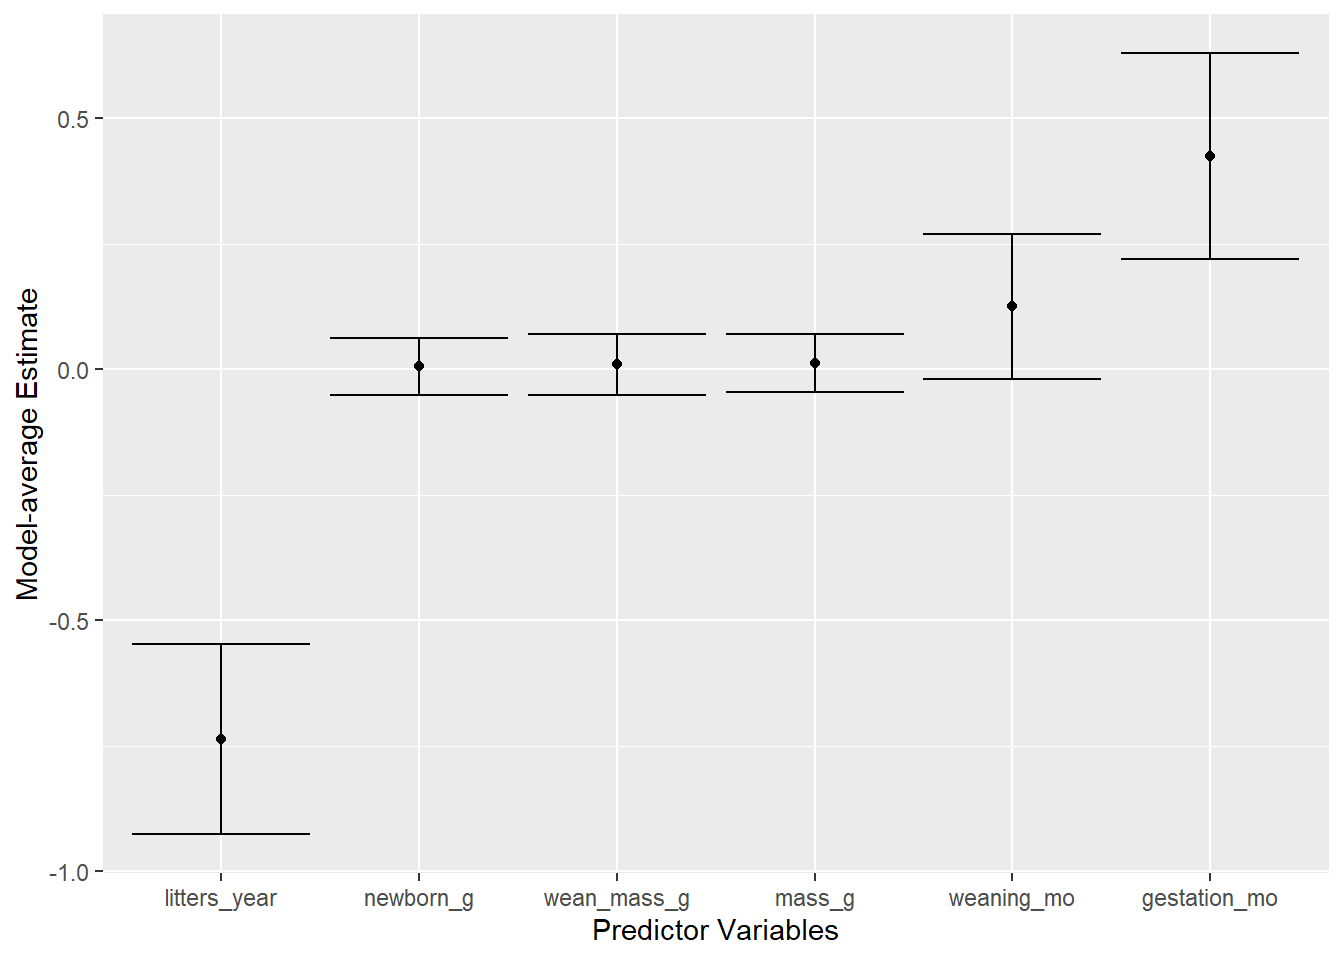 Model-average Estimate
0.5
0.0
-0.5
-1.0
litters_year newborn_g wean_mass_g mass_g weaning_mo gestation_mo
Predictor Variables